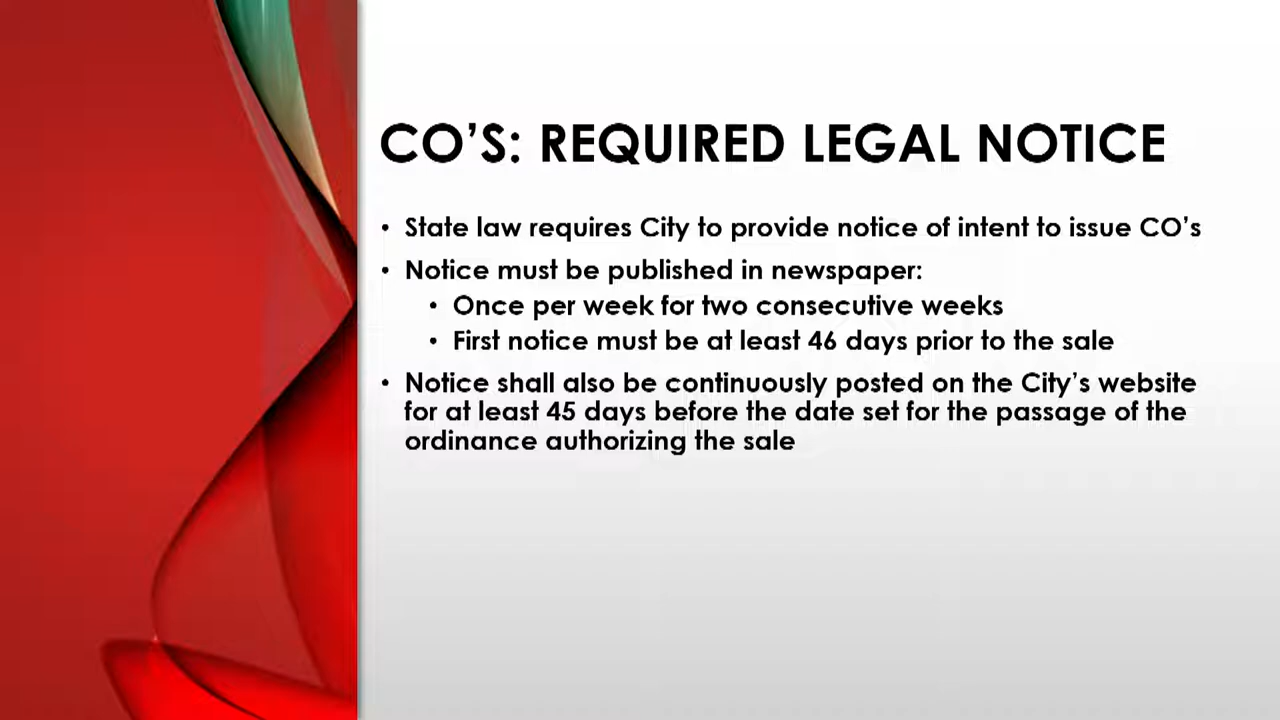 CO'S: REQUIRED LEGAL NOTICE
• State law requires City to provide notice of intent to issue CO's
• Notice must be published in newspaper:
• Once per week for two consecutive weeks
• First notice must be at least 46 days prior to the sale
• Notice shall also be continuously posted on the City's website
for at least 45 days before the date set for the passage of the
ordinance authorizing the sale